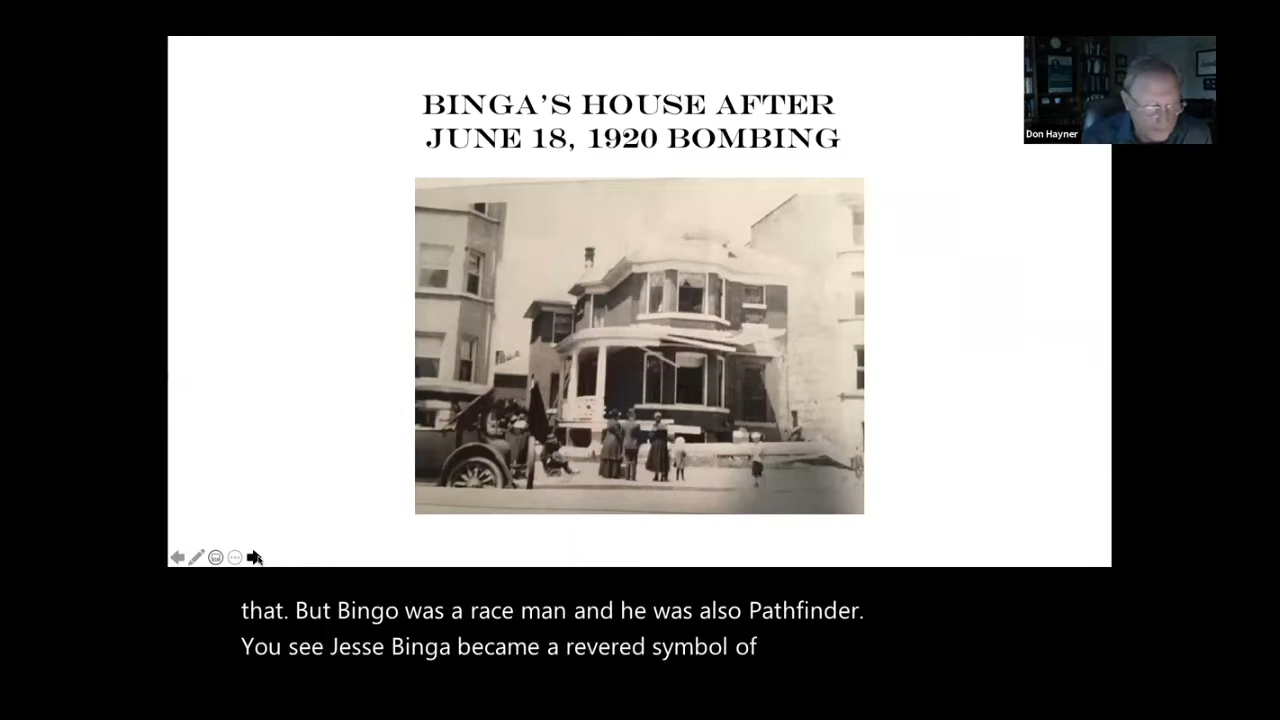 BINGA'S HOUSE AFTER
JUNE 18, 1920 BOMBING
Don Hayner
that. But Bingo was a race man and he was also Pathfinder.
You see Jesse Binga became a revered symbol of